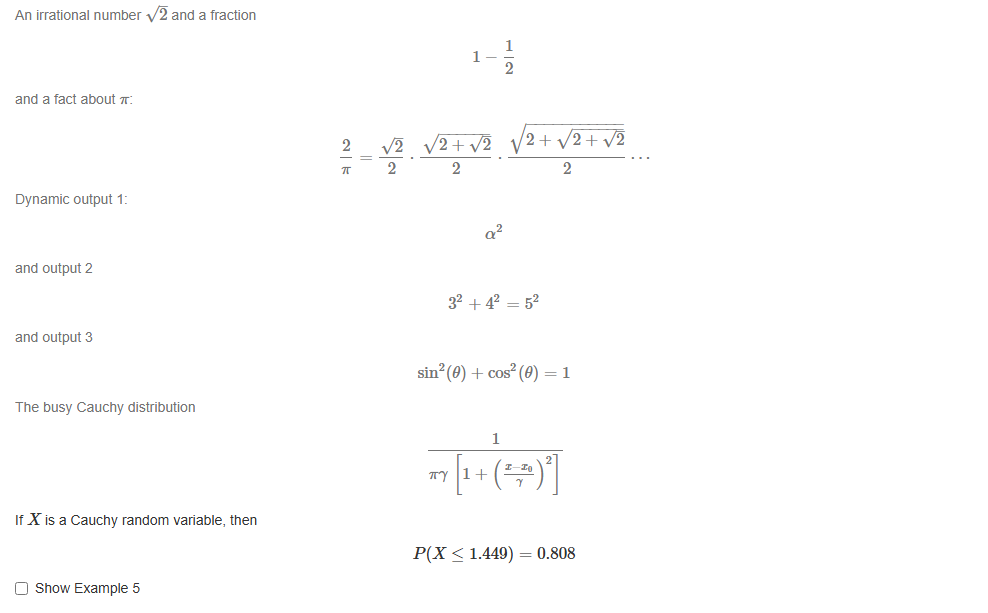 An irrational number $\sqrt{2}$ and a fraction
$$1 - \frac{1}{2}$$
and a fact about $\pi$:
$$\frac{2}{\pi} = \frac{\sqrt{2}}{2} \cdot \frac{\sqrt{2+\sqrt{2}}}{2} \cdot \frac{\sqrt{2+\sqrt{2+\sqrt{2}}}}{2} \cdots$$
Dynamic output 1:
$$\alpha^2$$
and output 2
$$3^2 + 4^2 = 5^2$$
and output 3
$$\sin^2(\theta) + \cos^2(\theta) = 1$$
The busy Cauchy distribution
$$\frac{1}{\pi\gamma\left[1 + \left(\frac{x - x_0}{\gamma}\right)^2\right]}$$
If $X$ is a Cauchy random variable, then
$$P(X \leq 1.449) = 0.808$$
Show Example 5